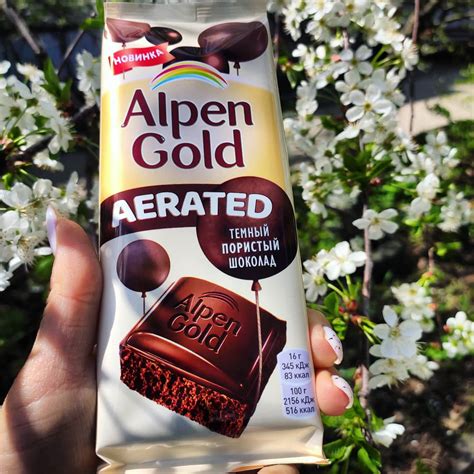 НОВИНКА
Alpen
Gold
AERATED
ТЕМНЫЙ
ПОРИСТЫЙ
ШОКОЛАД
Alpen
Gold
16 г
345 кДж
83 ккал
100 г
2156 кДж
516 ккал